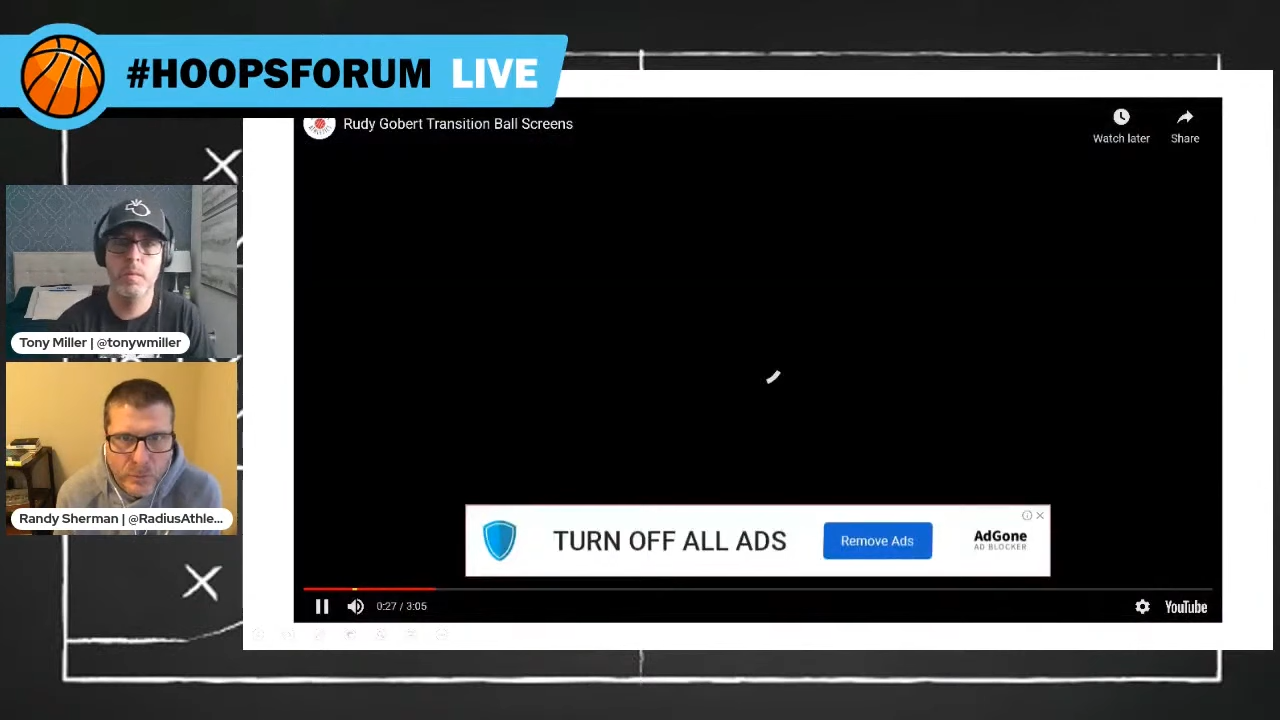 #HOOPSFORUM LIVE
Rudy Gobert Transition Ball Screens
Watch later
Share
Tony Miller | @tonywmiller
Randy Sherman | @RadiusAthle...
TURN OFF ALL ADS
Remove Ads
AdGone
AD BLOCKER
0:27 / 3:05
YouTube